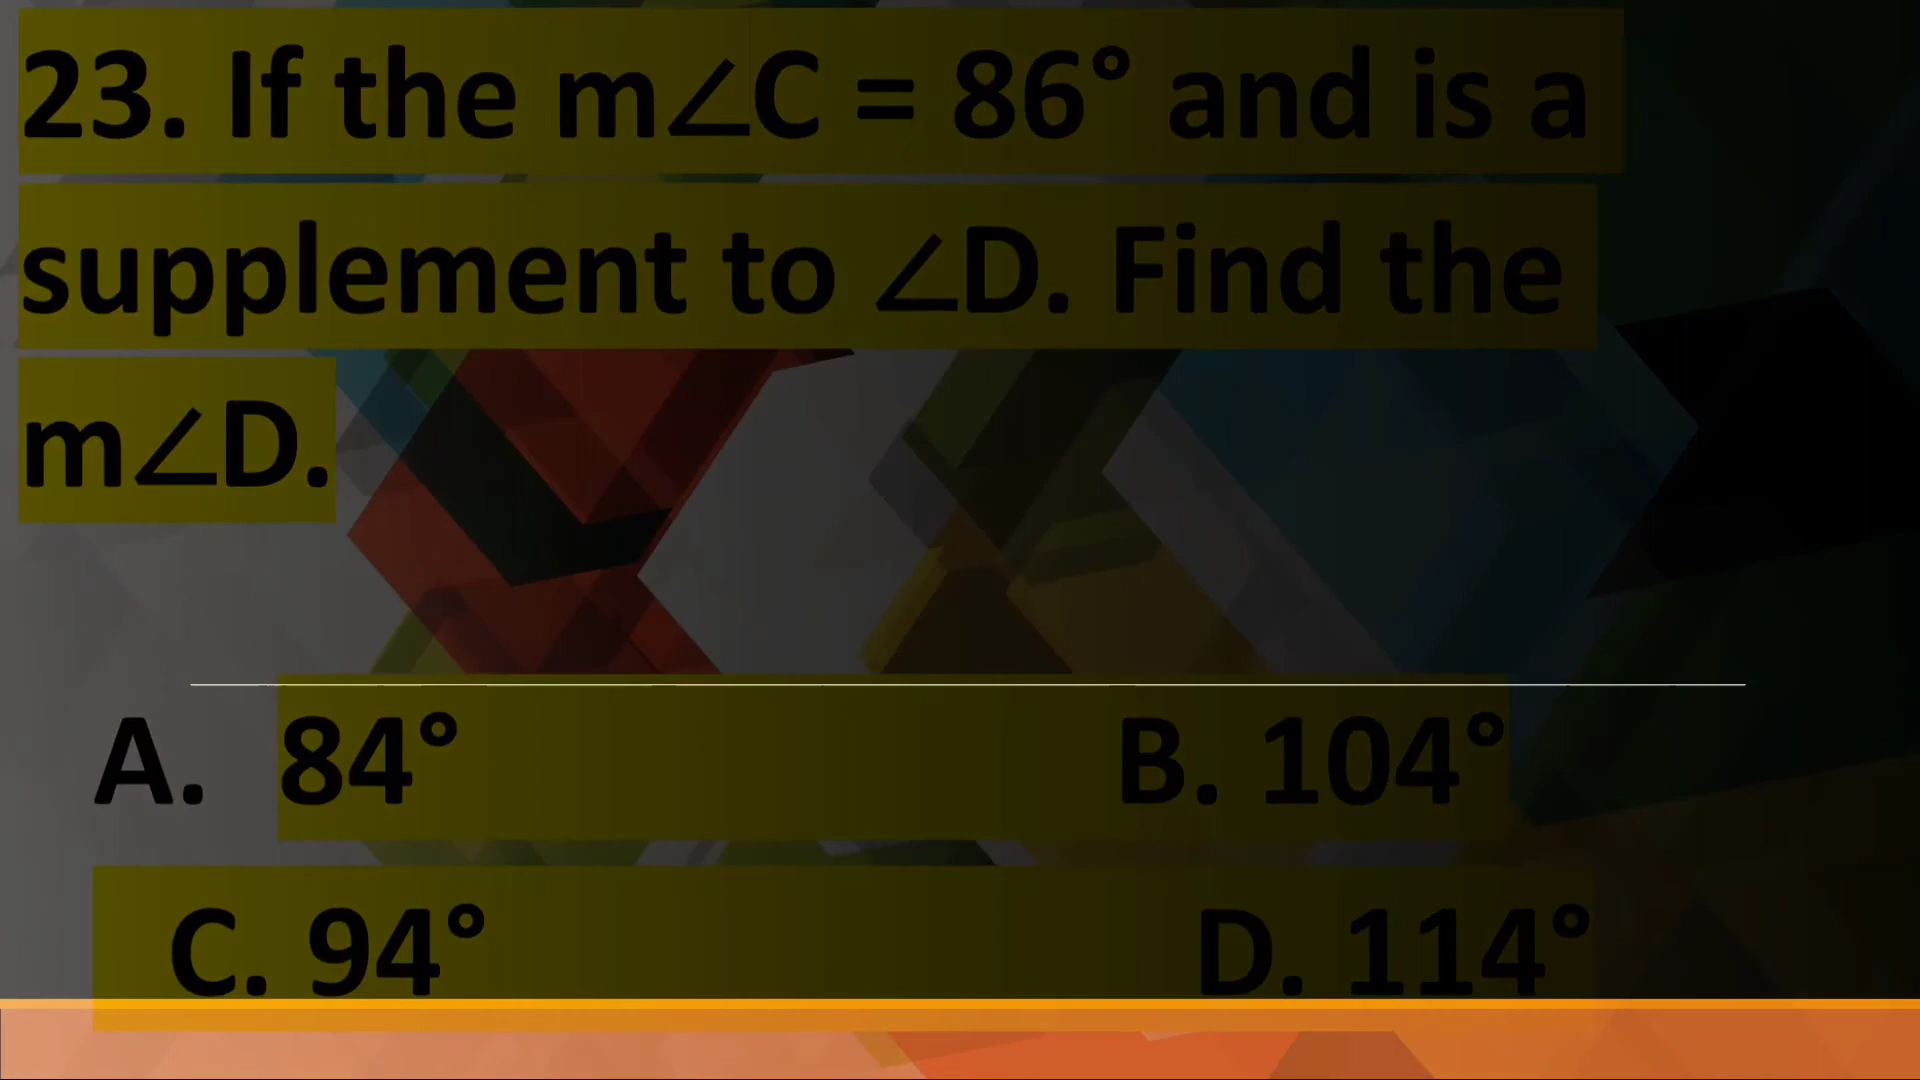 23. If the m∠C = 86° and is a
supplement to ∠D. Find the
m∠D.
A. 84° B. 104°
C. 94° D. 114°